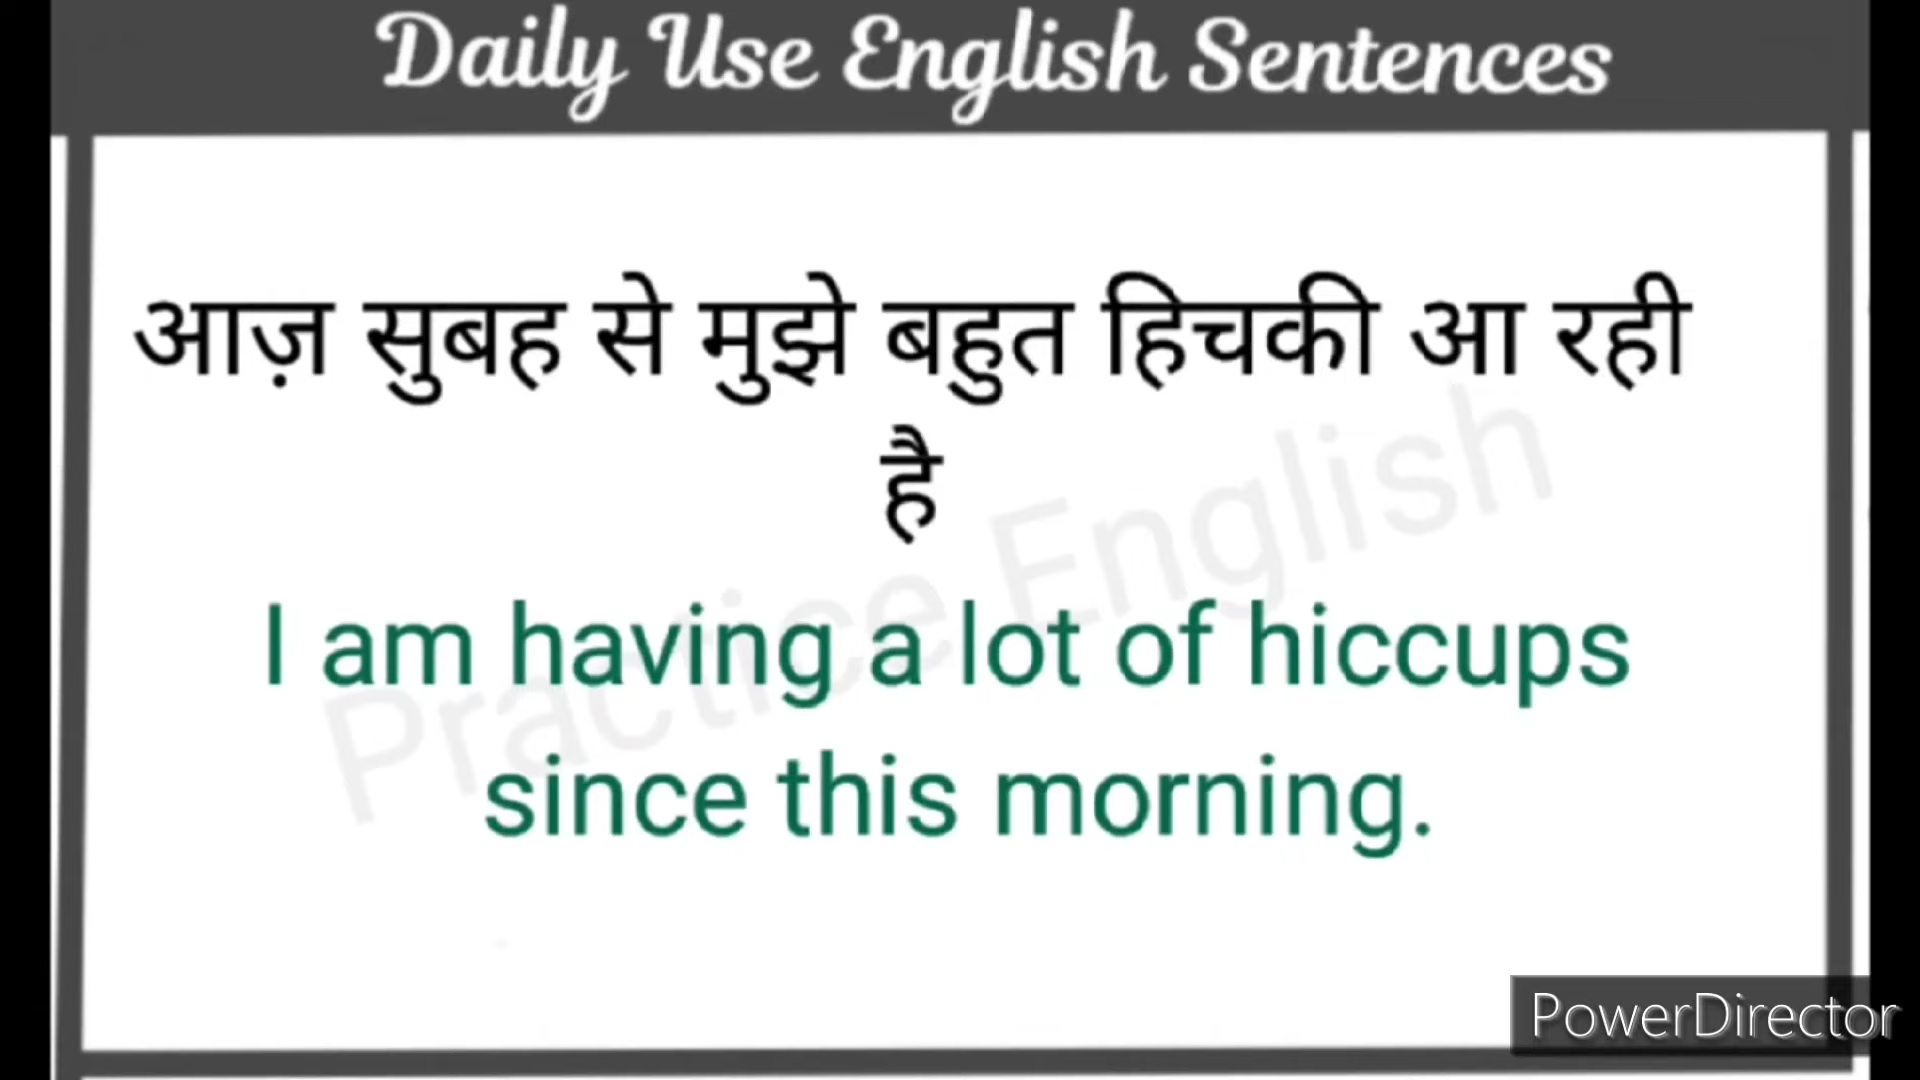 Daily Use English Sentences
आज़ सुबह से मुझे बहुत हिचकी आ रही
है
Practice English
I am having a lot of hiccups
since this morning.
PowerDirector